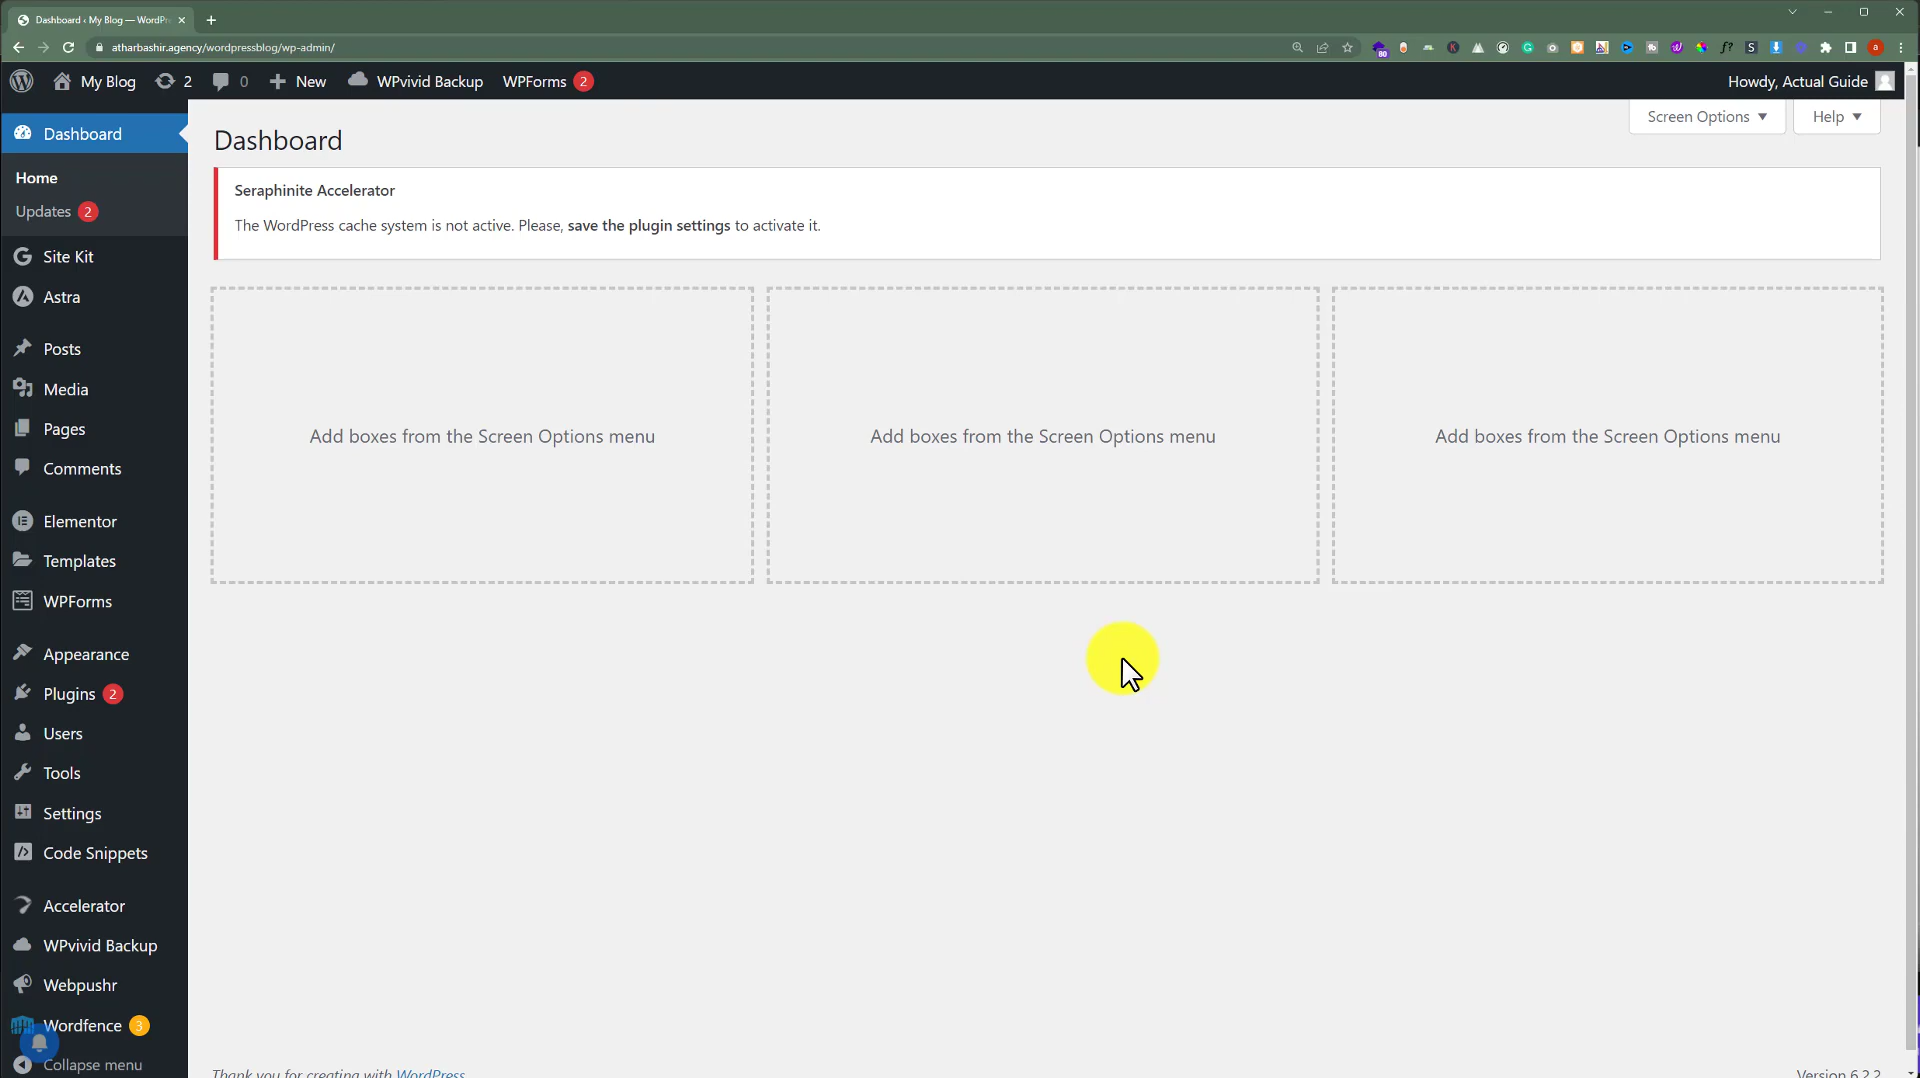 Dashboard ‹ My Blog — WordPr
atharbashir.agency/wordpressblog/wp-admin/
80
f?
S
a
My Blog
2
0
New
WPvivid Backup
WPForms 2
Howdy, Actual Guide
Dashboard
Home
Updates 2
Site Kit
Astra
Posts
Media
Pages
Comments
Elementor
Templates
WPForms
Appearance
Plugins 2
Users
Tools
Settings
Code Snippets
Accelerator
WPvivid Backup
Webpushr
Wordfence 3
Collapse menu
Screen Options
Help
Dashboard
Seraphinite Accelerator
The WordPress cache system is not active. Please, save the plugin settings to activate it.
Add boxes from the Screen Options menu
Add boxes from the Screen Options menu
Add boxes from the Screen Options menu
Thank you for creating with WordPress
Version 6.2.2